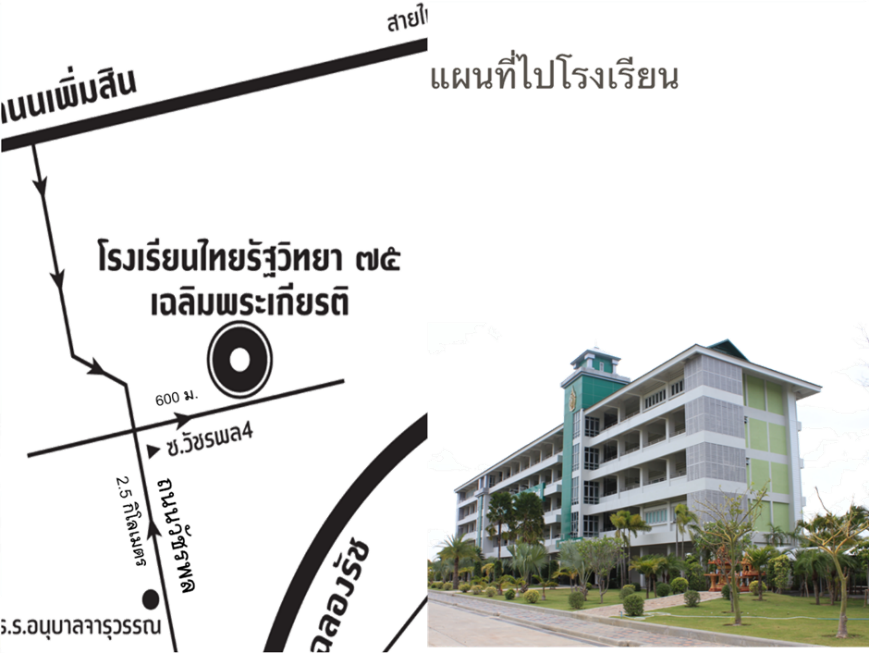 สายไ
ถนนเพิ่มสิน
แผนที่ไปโรงเรียน
โรงเรียนไทยรัฐวิทยา ๗๕
เฉลิมพระเกียรติ
600 ม.
ซ.วัชรพล4
2.5 กิโลเมตร
ถนนวัชรพล
ร.ร.อนุบาลจารุวรรณ
ฉลองรัช